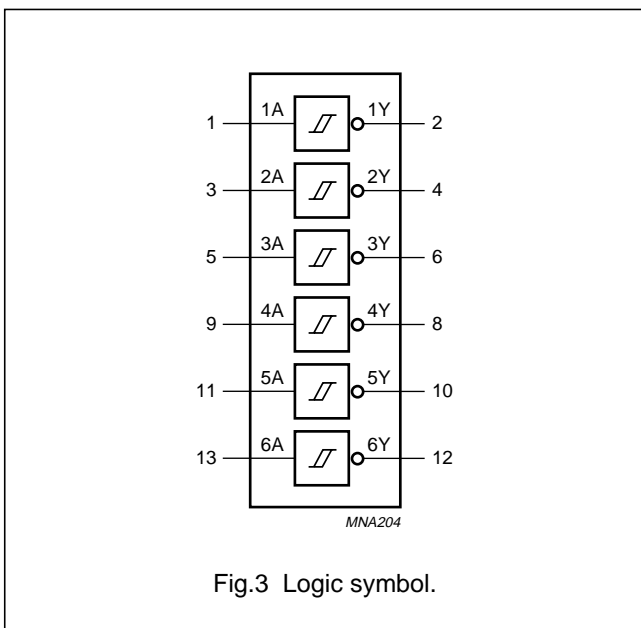 1 1A 1Y 2
3 2A 2Y 4
5 3A 3Y 6
9 4A 4Y 8
11 5A 5Y 10
13 6A 6Y 12
MNA204
Fig.3 Logic symbol.